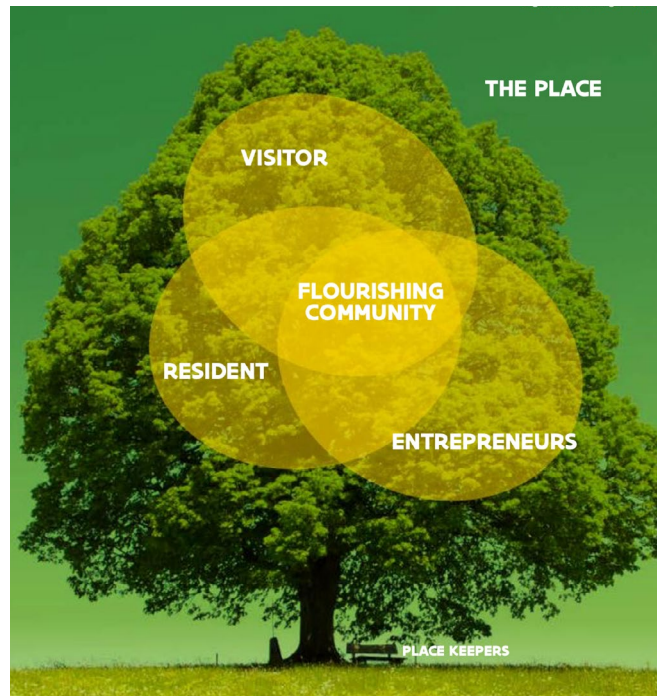 THE PLACE
VISITOR
FLOURISHING
COMMUNITY
RESIDENT
ENTREPRENEURS
PLACE KEEPERS